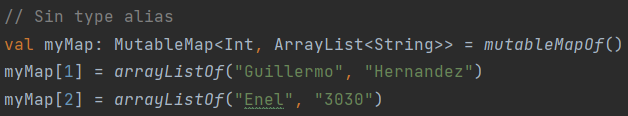 // Sin type alias
val myMap: MutableMap<Int, ArrayList<String>> = mutableMapOf()
myMap[1] = arrayListOf("Guillermo", "Hernandez")
myMap[2] = arrayListOf("Enel", "3030")